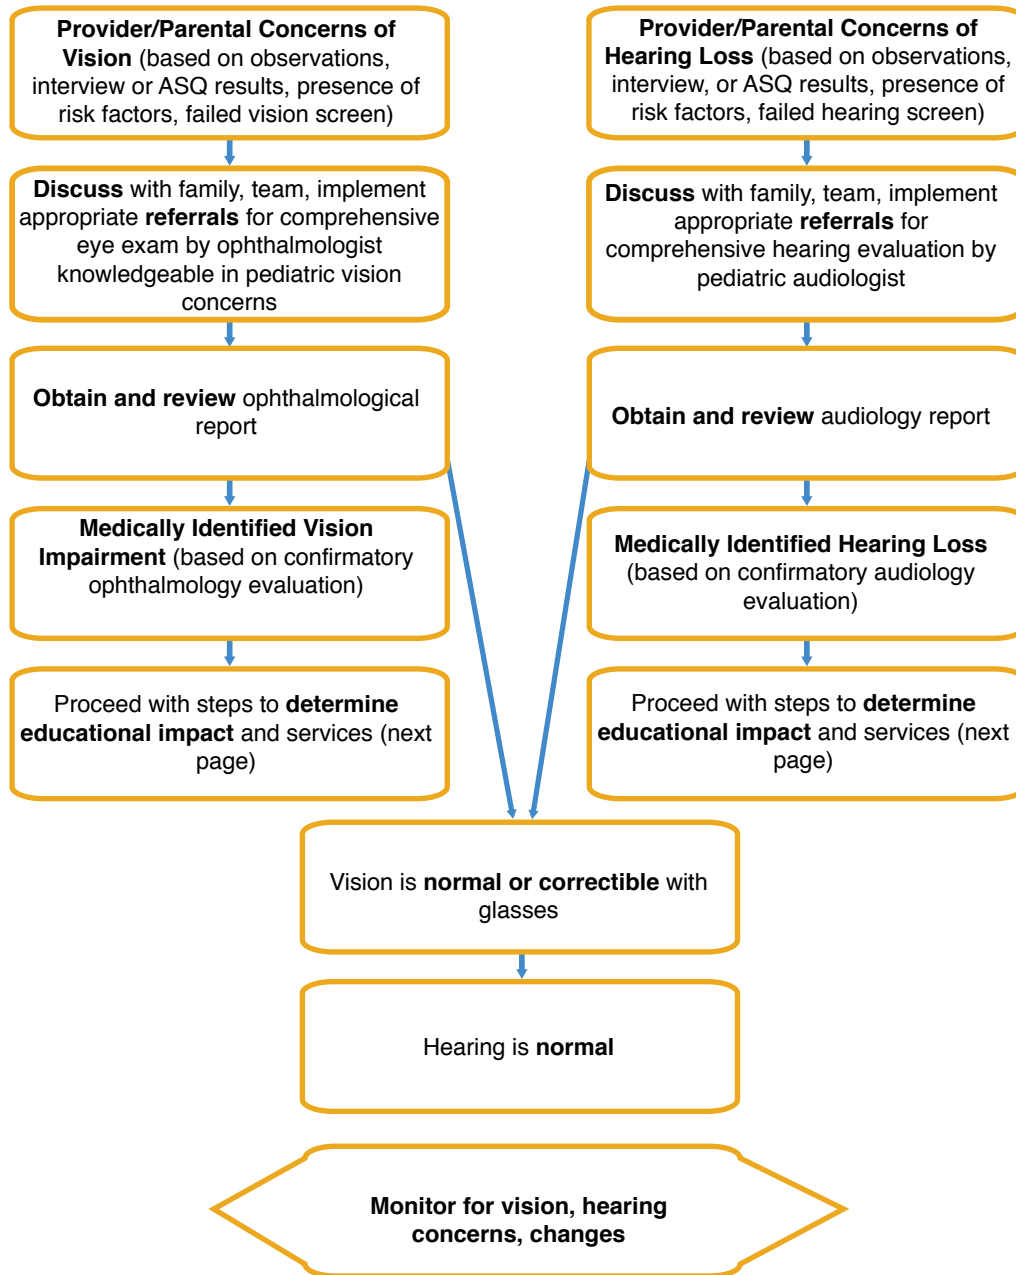 Provider/Parental Concerns of
Vision (based on observations,
interview or ASQ results, presence of
risk factors, failed vision screen)
Discuss with family, team, implement
appropriate referrals for comprehensive
eye exam by ophthalmologist
knowledgeable in pediatric vision
concerns
Obtain and review ophthalmological
report
Medically Identified Vision
Impairment (based on confirmatory
ophthalmology evaluation)
Proceed with steps to determine
educational impact and services (next
page)
Provider/Parental Concerns of
Hearing Loss (based on observations,
interview, or ASQ results, presence of
risk factors, failed hearing screen)
Discuss with family, team, implement
appropriate referrals for
comprehensive hearing evaluation by
pediatric audiologist
Obtain and review audiology report
Medically Identified Hearing Loss
(based on confirmatory audiology
evaluation)
Proceed with steps to determine
educational impact and services (next
page)
Vision is normal or correctible with
glasses
Hearing is normal
Monitor for vision, hearing
concerns, changes